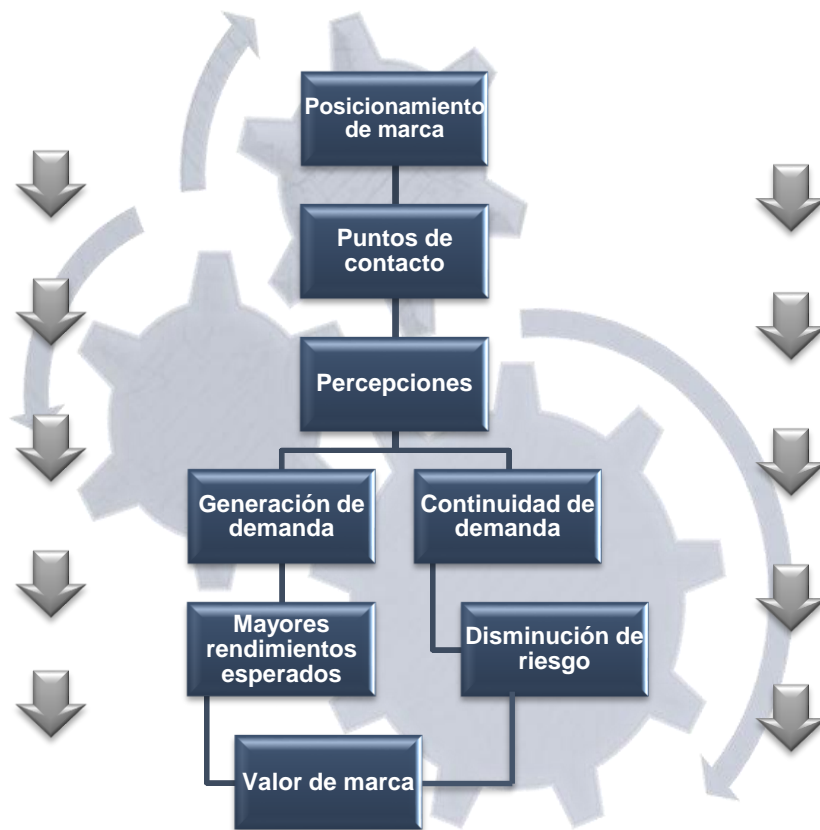 Posicionamiento
de marca
Puntos de
contacto
Percepciones
Generación de
demanda
Continuidad de
demanda
Mayores
rendimientos
esperados
Disminución de
riesgo
Valor de marca